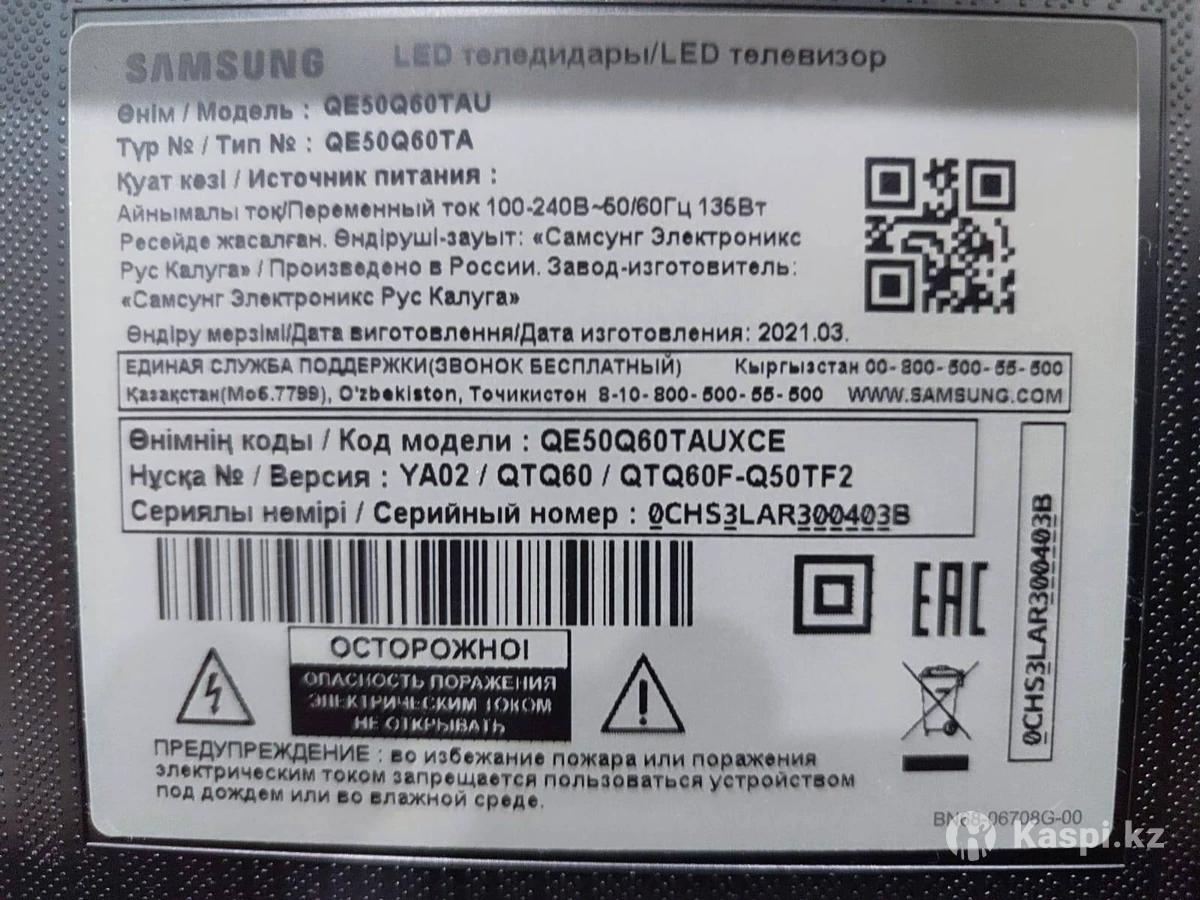 SAMSUNG LED теледидары/LED телевизор
Өнім / Модель : QE50Q60TAU
Түр № / Тип № : QE50Q60TA
Қуат көзі / Источник питания :
Айнымалы ток/Переменный ток 100-240В~50/60Гц 135Вт
Ресейде жасалған. Өндіруші-зауыт: «Самсунг Электроникс
Рус Калуга» / Произведено в России. Завод-изготовитель:
«Самсунг Электроникс Рус Калуга»
Өндіру мерзімі/Дата виготовлення/Дата изготовления: 2021.03.
ЕДИНАЯ СЛУЖБА ПОДДЕРЖКИ(ЗВОНОК БЕСПЛАТНЫЙ) Кыргызстан 00-800-500-55-500
Қазақстан(Моб.7799), O'zbekiston, Тоҷикистон 8-10-800-500-55-500 WWW.SAMSUNG.COM
Өнімнің коды / Код модели : QE50Q60TAUXCE
Нұсқа № / Версия : YA02 / QTQ60 / QTQ60F-Q50TF2
Сериялы нөмірі / Серийный номер : 0CHS3LAR300403B
0CHS3LAR300403B
EAC
ОСТОРОЖНО!
ОПАСНОСТЬ ПОРАЖЕНИЯ
ЭЛЕКТРИЧЕСКИМ ТОКОМ
НЕ ОТКРЫВАТЬ
ПРЕДУПРЕЖДЕНИЕ : во избежание пожара или поражения
электрическим током запрещается пользоваться устройством
под дождем или во влажной среде.
BN68-06708G-00
Kaspi.kz